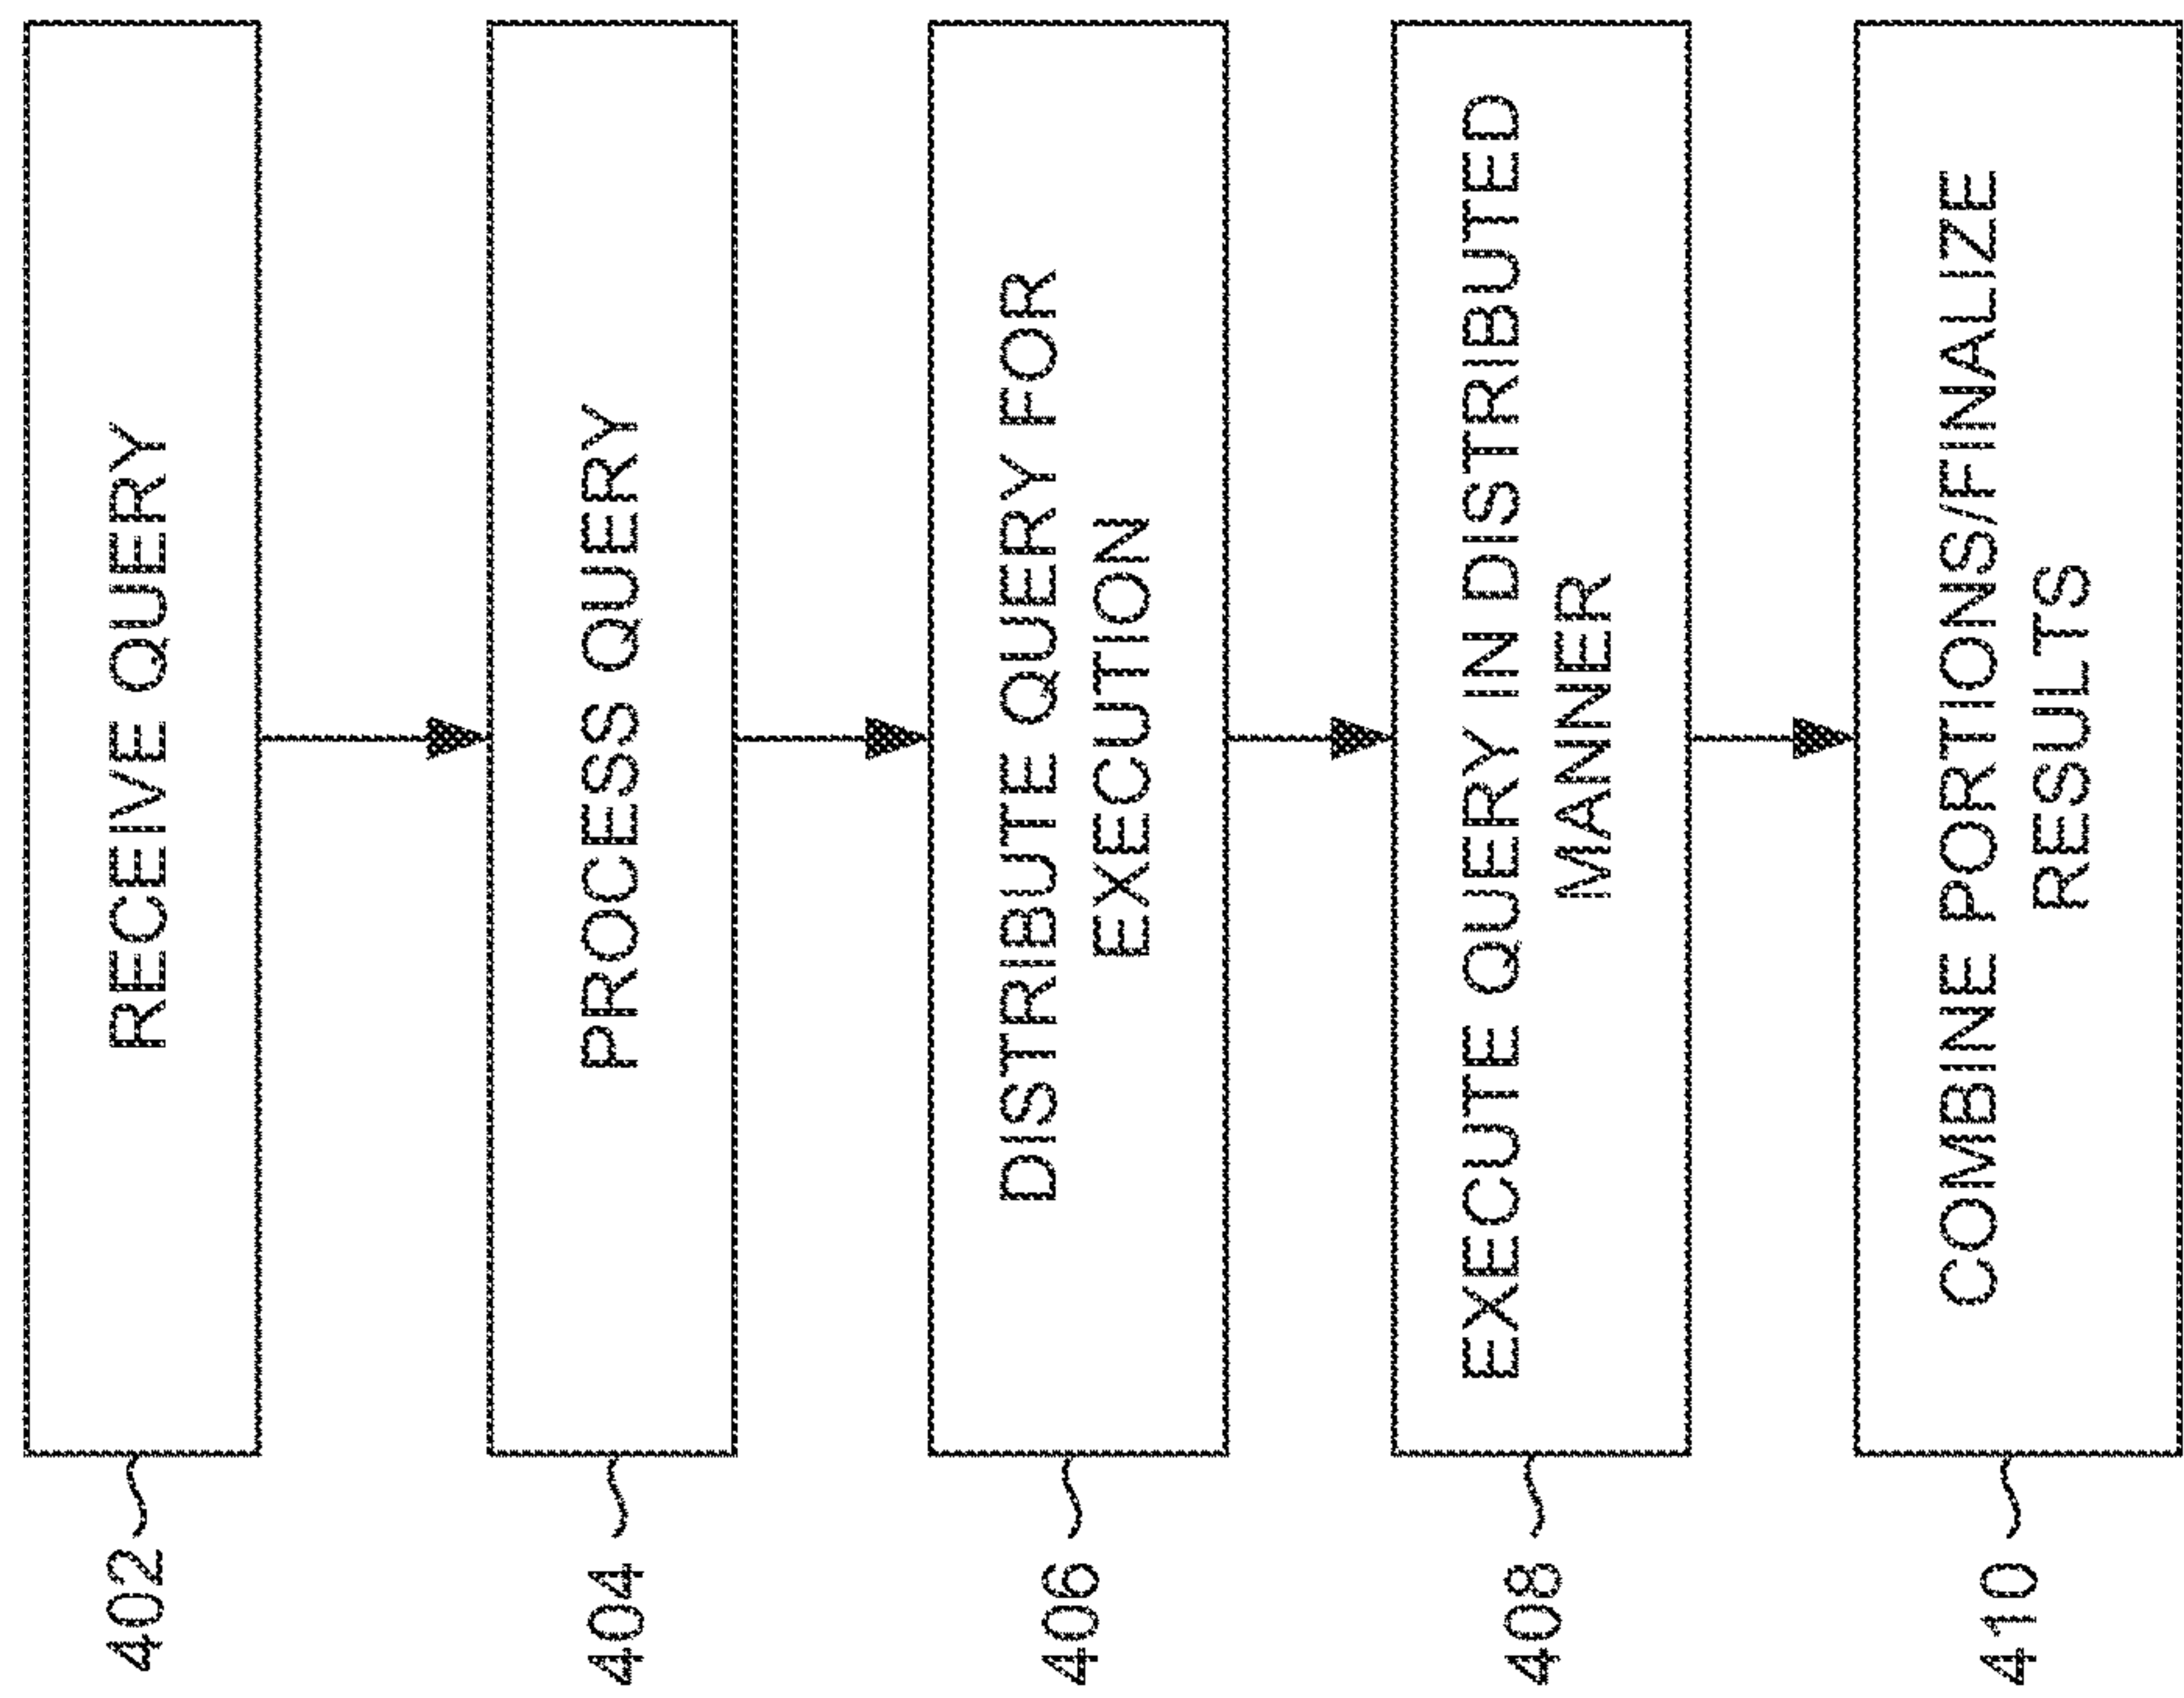 402
RECEIVE QUERY
404
PROCESS QUERY
406
DISTRIBUTE QUERY FOR
EXECUTION
408
EXECUTE QUERY IN DISTRIBUTED
MANNER
410
COMBINE PORTIONS/FINALIZE
RESULTS